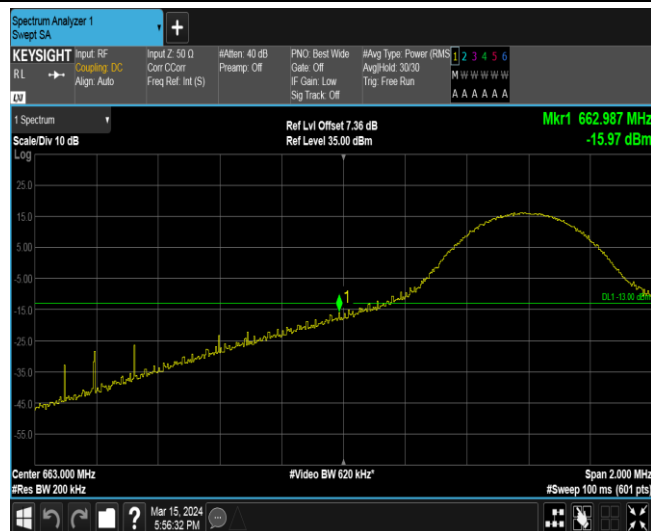 Spectrum Analyzer 1
Swept SA
KEYSIGHT
RL
Input: RF
Coupling: DC
Align: Auto
Input Z: 50 Ω
Corr CCorr
Freq Ref: Int (S)
#Atten: 40 dB
Preamp: Off
PNO: Best Wide
Gate: Off
IF Gain: Low
Sig Track: Off
#Avg Type: Power (RMS
Avg|Hold: 30/30
Trig: Free Run
1 2 3 4 5 6
M W W W W W
A A A A A A
LXI
1 Spectrum
Scale/Div 10 dB
Ref Lvl Offset 7.36 dB
Ref Level 35.00 dBm
Mkr1 662.987 MHz
-15.97 dBm
Log
25.0
15.0
5.00
-5.00
1
DL1 -13.00 dBm
-15.0
-25.0
-35.0
-45.0
-55.0
Center 663.000 MHz
#Res BW 200 kHz
#Video BW 620 kHz*
Span 2.000 MHz
#Sweep 100 ms (601 pts)
?
Mar 15, 2024
5:56:32 PM